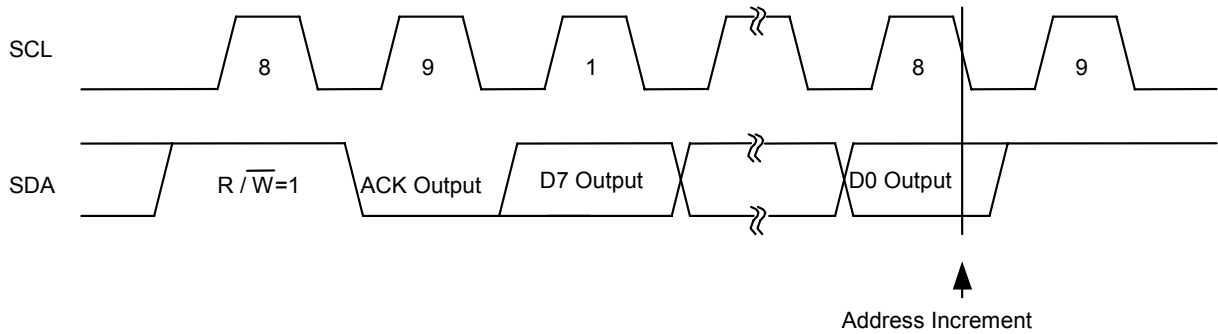 SCL
8
9
1
8
9
SDA
R / W̅=1
ACK Output
D7 Output
D0 Output
Address Increment